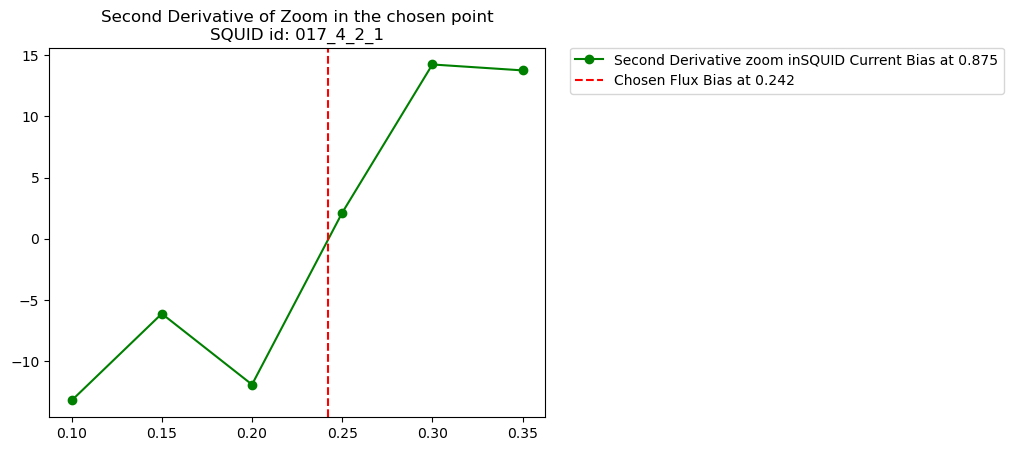 Second Derivative of Zoom in the chosen point
SQUID id: 017_4_2_1
Second Derivative zoom inSQUID Current Bias at 0.875
Chosen Flux Bias at 0.242
15
10
5
0
−5
−10
0.10 0.15 0.20 0.25 0.30 0.35